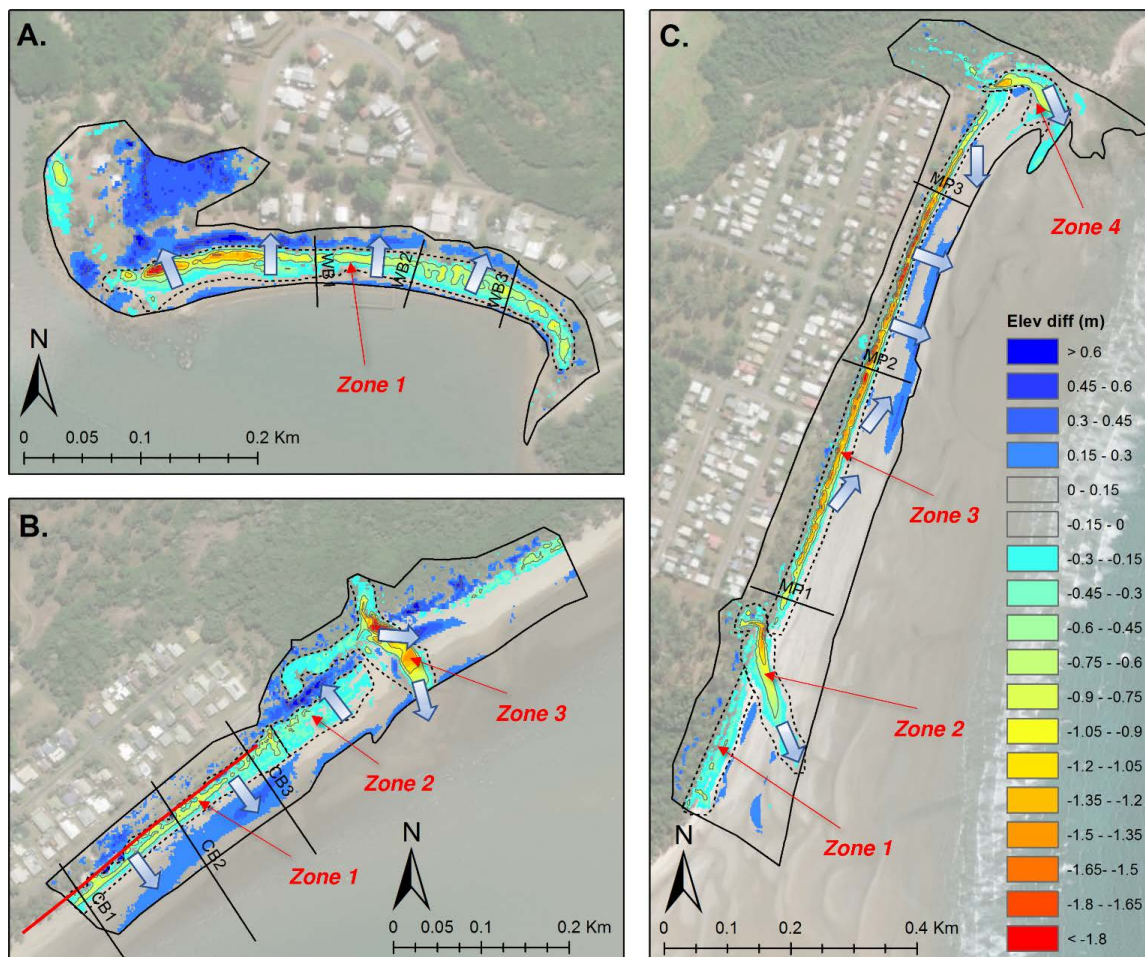 A.
WB1
WB2
WB3
Zone 1
N
0 0.05 0.1 0.2 Km
B.
CB1
CB2
CB3
Zone 1
Zone 2
Zone 3
N
0 0.05 0.1 0.2 Km
C.
MP3
Zone 4
MP2
Zone 3
MP1
Zone 2
Zone 1
N
0 0.1 0.2 0.4 Km
Elev diff (m)
> 0.6
0.45 - 0.6
0.3 - 0.45
0.15 - 0.3
0 - 0.15
-0.15 - 0
-0.3 - -0.15
-0.45 - -0.3
-0.6 - -0.45
-0.75 - -0.6
-0.9 - -0.75
-1.05 - -0.9
-1.2 - -1.05
-1.35 - -1.2
-1.5 - -1.35
-1.65- -1.5
-1.8 - -1.65
< -1.8